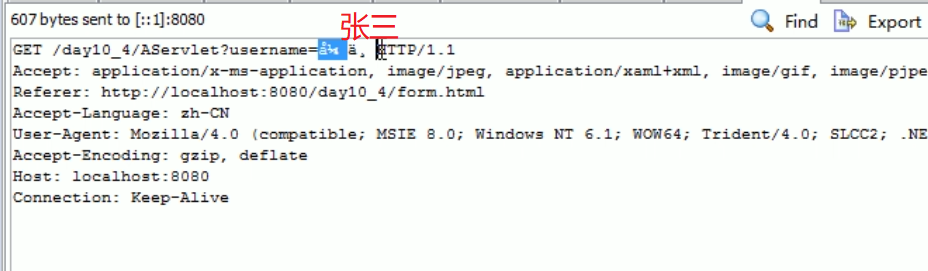 607 bytes sent to [::1]:8080
张三
Find
Export
GET /day10_4/AServlet?username=å¼ ä¸ HTTP/1.1
Accept: application/x-ms-application, image/jpeg, application/xaml+xml, image/gif, image/pjpe
Referer: http://localhost:8080/day10_4/form.html
Accept-Language: zh-CN
User-Agent: Mozilla/4.0 (compatible; MSIE 8.0; Windows NT 6.1; WOW64; Trident/4.0; SLCC2; .NE
Accept-Encoding: gzip, deflate
Host: localhost:8080
Connection: Keep-Alive